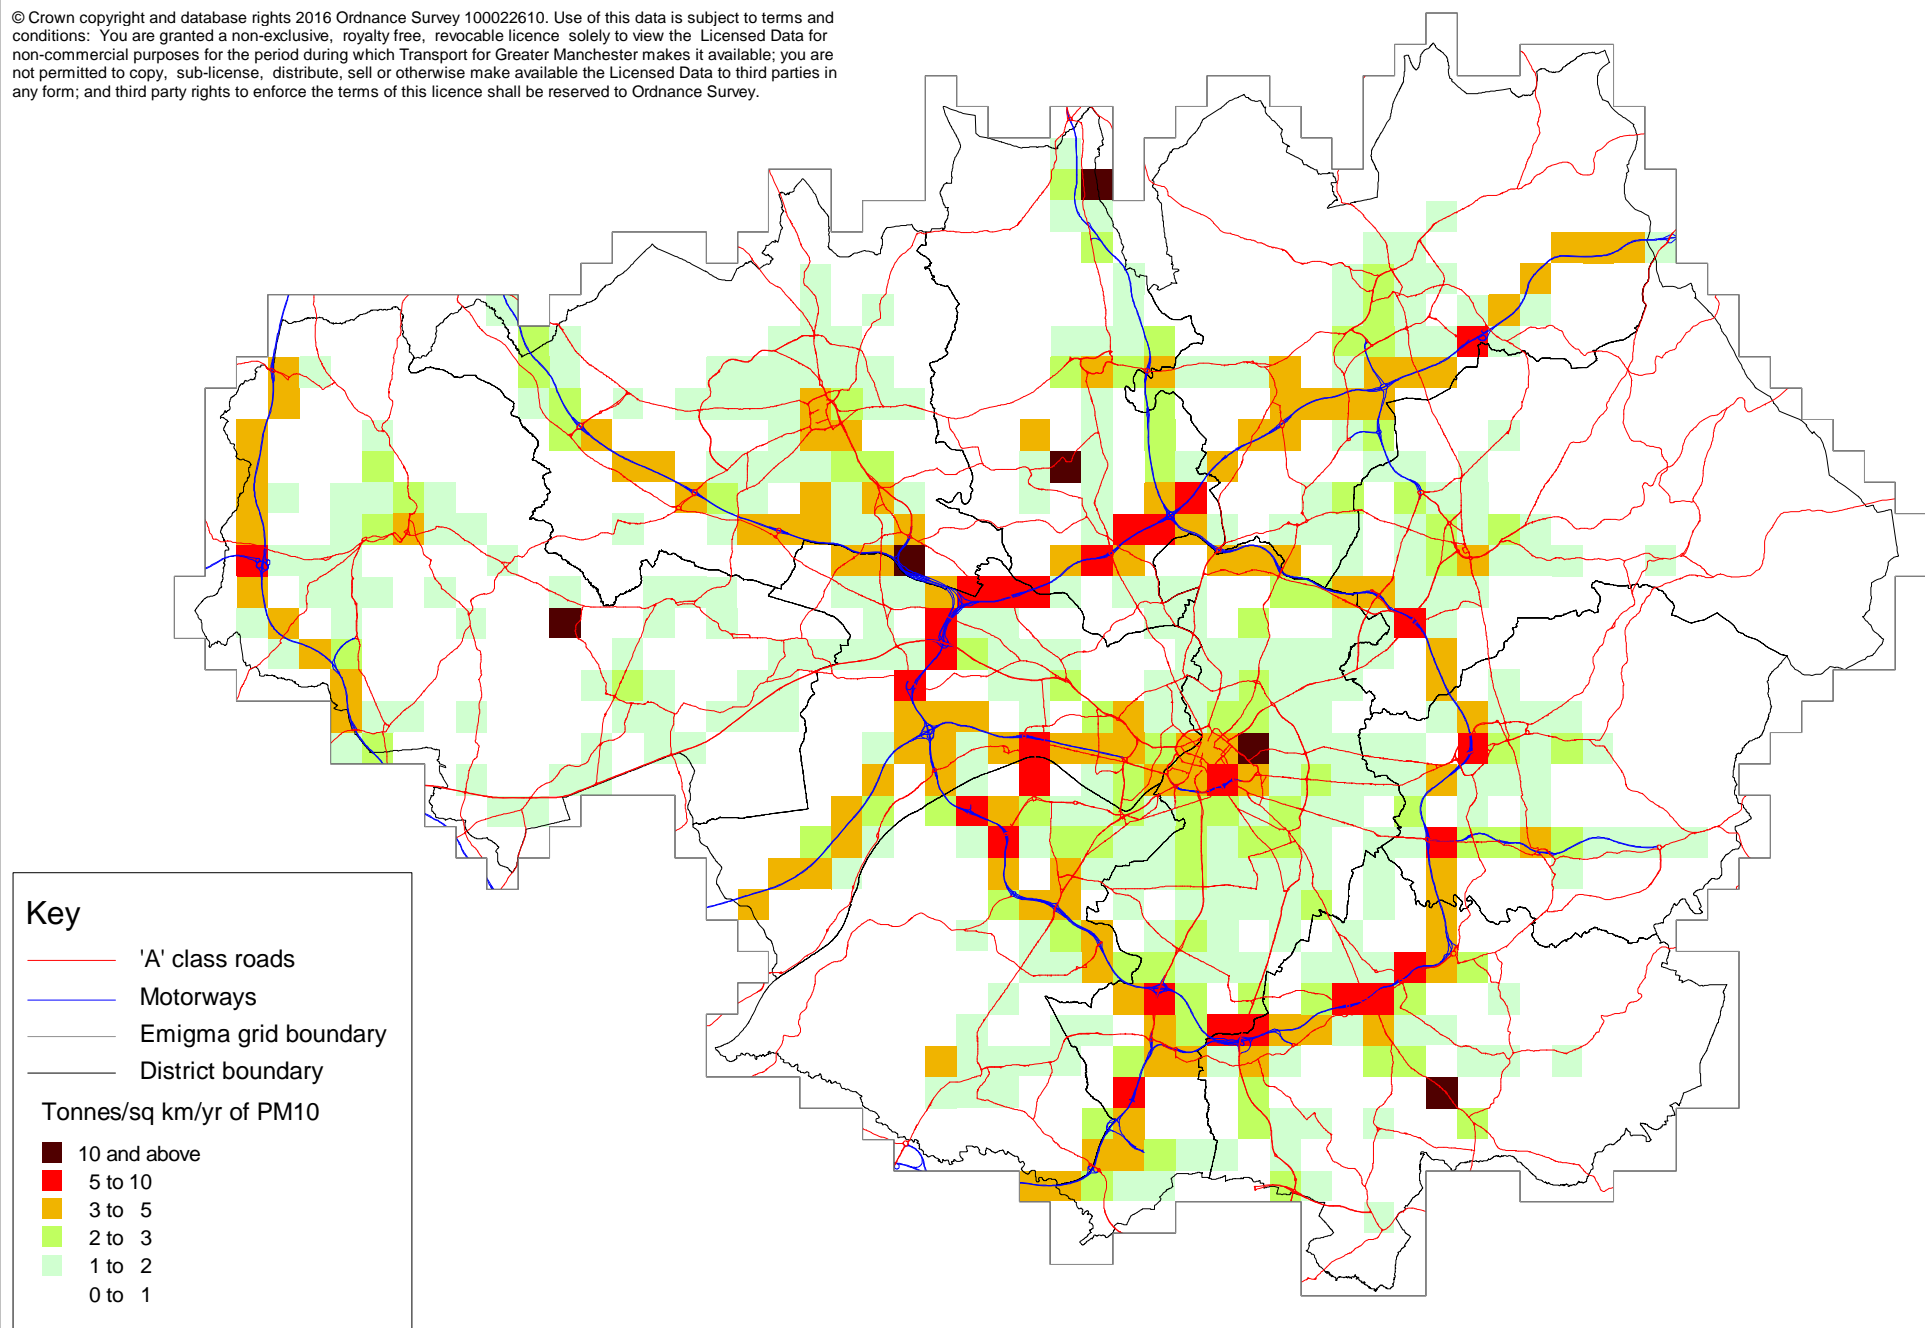 © Crown copyright and database rights 2016 Ordnance Survey 100022610. Use of this data is subject to terms and
conditions: You are granted a non-exclusive, royalty free, revocable licence solely to view the Licensed Data for
non-commercial purposes for the period during which Transport for Greater Manchester makes it available; you are
not permitted to copy, sub-license, distribute, sell or otherwise make available the Licensed Data to third parties in
any form; and third party rights to enforce the terms of this licence shall be reserved to Ordnance Survey.
Key
'A' class roads
Motorways
Emigma grid boundary
District boundary
Tonnes/sq km/yr of PM10
10 and above
5 to 10
3 to 5
2 to 3
1 to 2
0 to 1